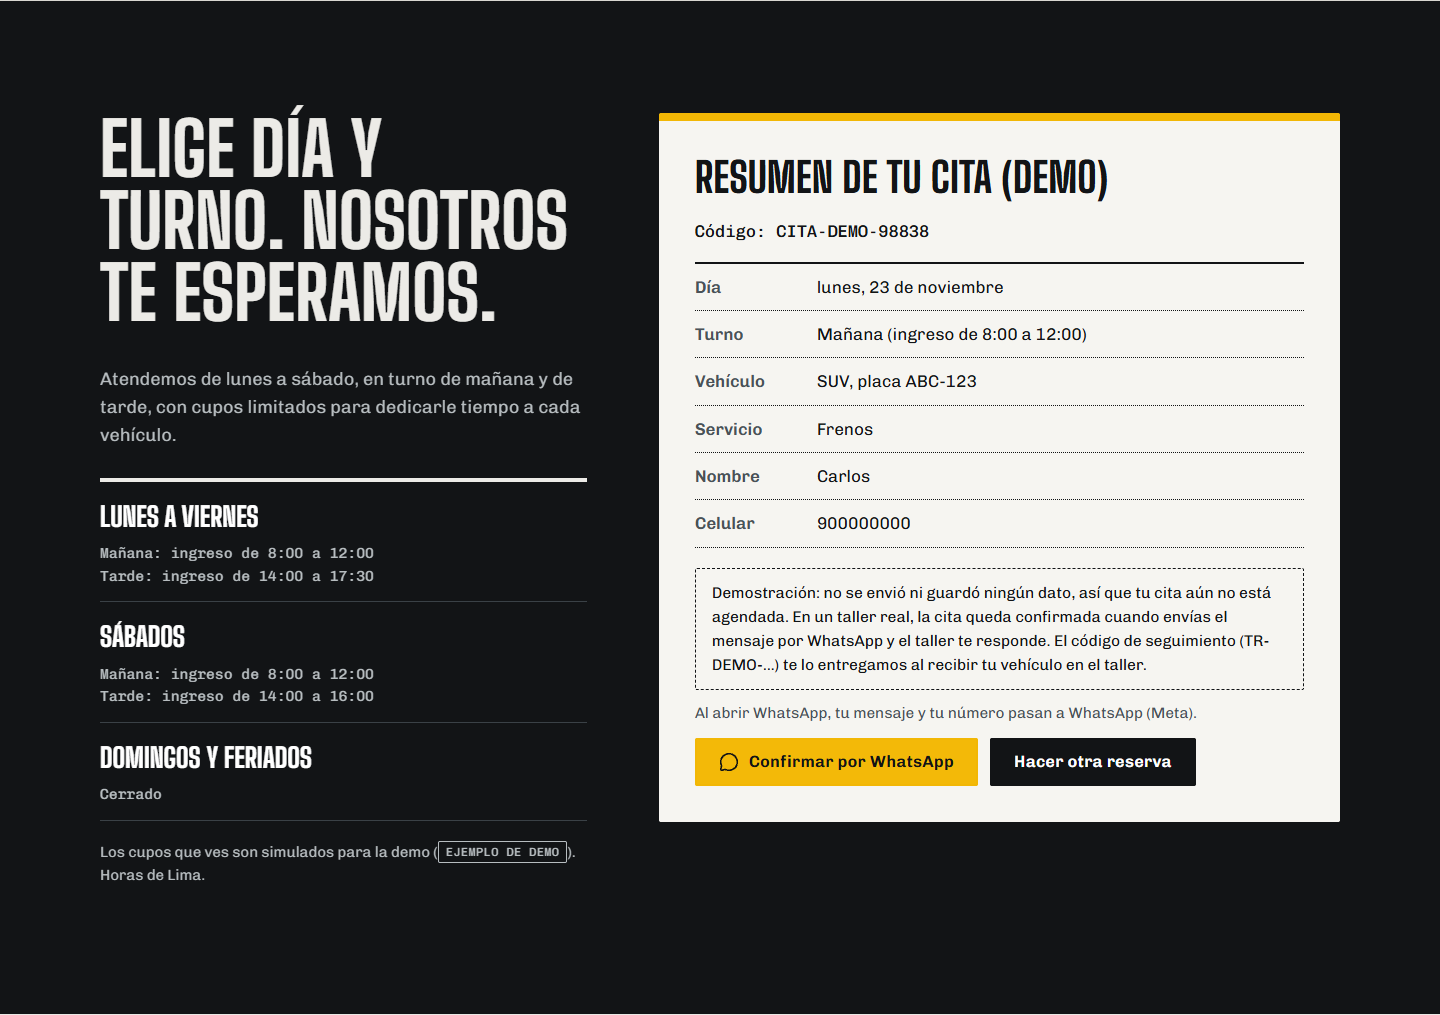 ELIGE DÍA Y
TURNO. NOSOTROS
TE ESPERAMOS.
Atendemos de lunes a sábado, en turno de mañana y de
tarde, con cupos limitados para dedicarle tiempo a cada
vehículo.
LUNES A VIERNES
Mañana: ingreso de 8:00 a 12:00
Tarde: ingreso de 14:00 a 17:30
SÁBADOS
Mañana: ingreso de 8:00 a 12:00
Tarde: ingreso de 14:00 a 16:00
DOMINGOS Y FERIADOS
Cerrado
Los cupos que ves son simulados para la demo (EJEMPLO DE DEMO).
Horas de Lima.
RESUMEN DE TU CITA (DEMO)
Código: CITA-DEMO-98838
Día lunes, 23 de noviembre
Turno Mañana (ingreso de 8:00 a 12:00)
Vehículo SUV, placa ABC-123
Servicio Frenos
Nombre Carlos
Celular 900000000
Demostración: no se envió ni guardó ningún dato, así que tu cita aún no está
agendada. En un taller real, la cita queda confirmada cuando envías el
mensaje por WhatsApp y el taller te responde. El código de seguimiento (TR-
DEMO-...) te lo entregamos al recibir tu vehículo en el taller.
Al abrir WhatsApp, tu mensaje y tu número pasan a WhatsApp (Meta).
Confirmar por WhatsApp
Hacer otra reserva